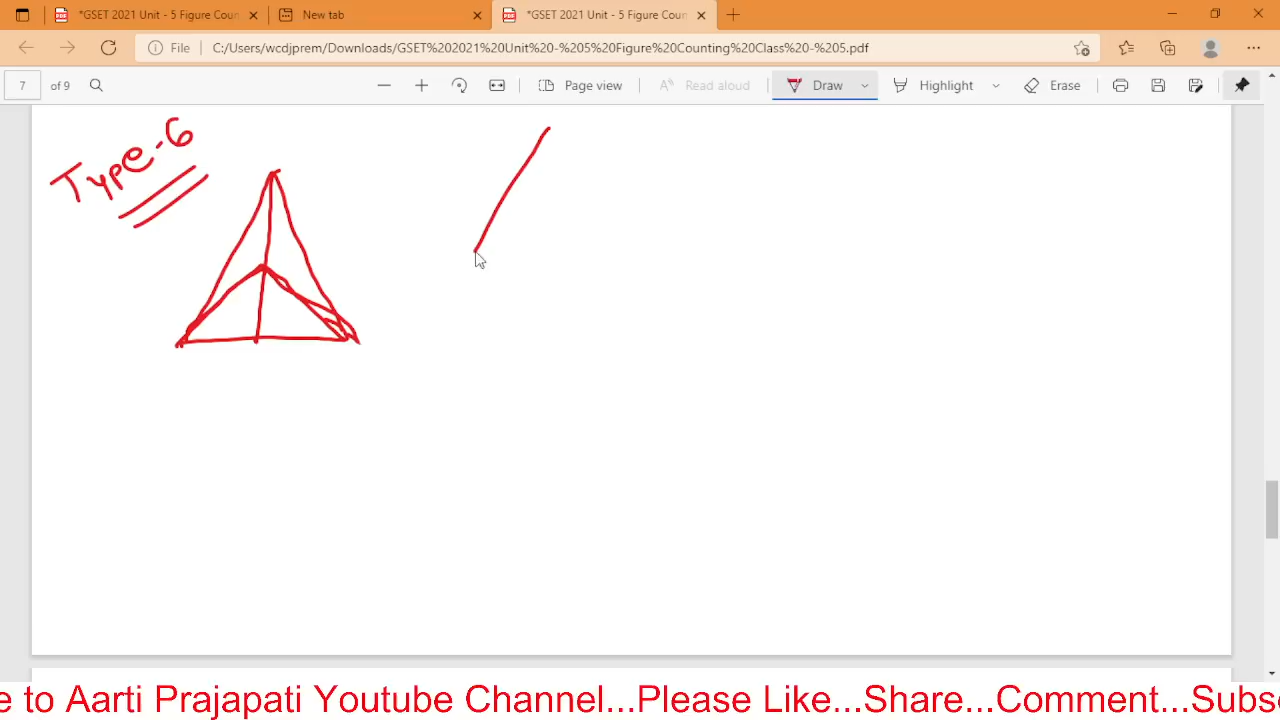 *GSET 2021 Unit - 5 Figure Coun
New tab
*GSET 2021 Unit - 5 Figure Coun
File
C:/Users/wcdjprem/Downloads/GSET%202021%20Unit%20-%205%20Figure%20Counting%20Class%20-%205.pdf
7 of 9
Page view
Read aloud
Draw
Highlight
Erase
Type-6
e to Aarti Prajapati Youtube Channel...Please Like...Share...Comment...Subs